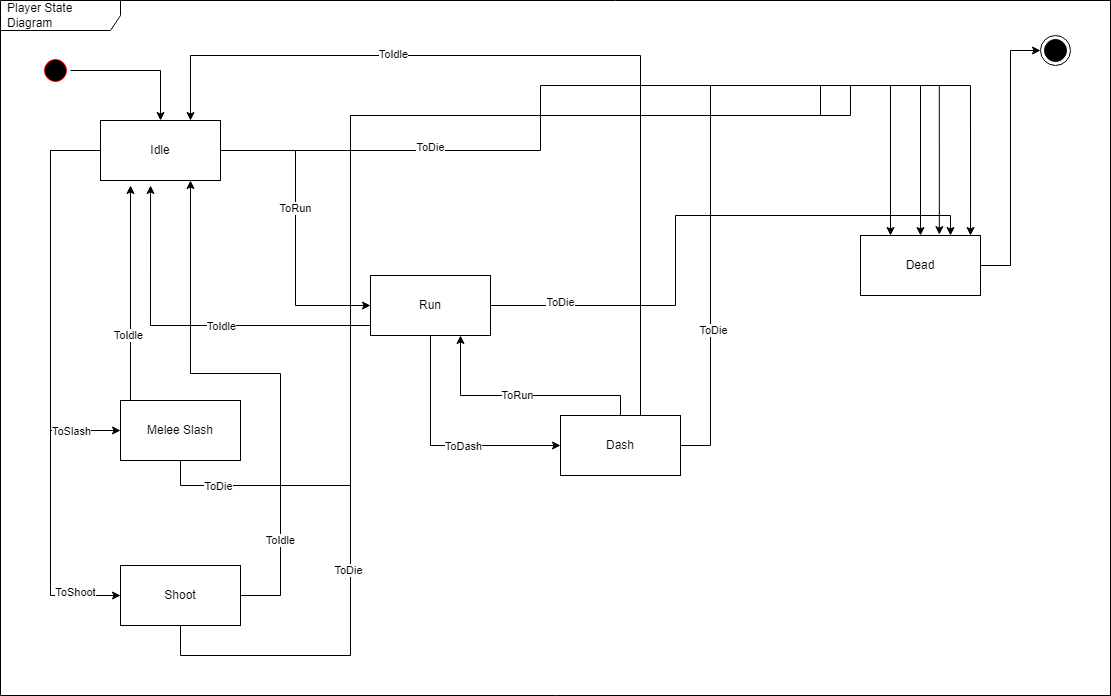 Player State
Diagram
ToIdle
Idle
ToDie
ToRun
Dead
Run
ToDie
ToIdle
ToDie
ToIdle
ToRun
Melee Slash
ToSlash
Dash
ToDash
ToDie
ToIdle
ToDie
Shoot
ToShoot